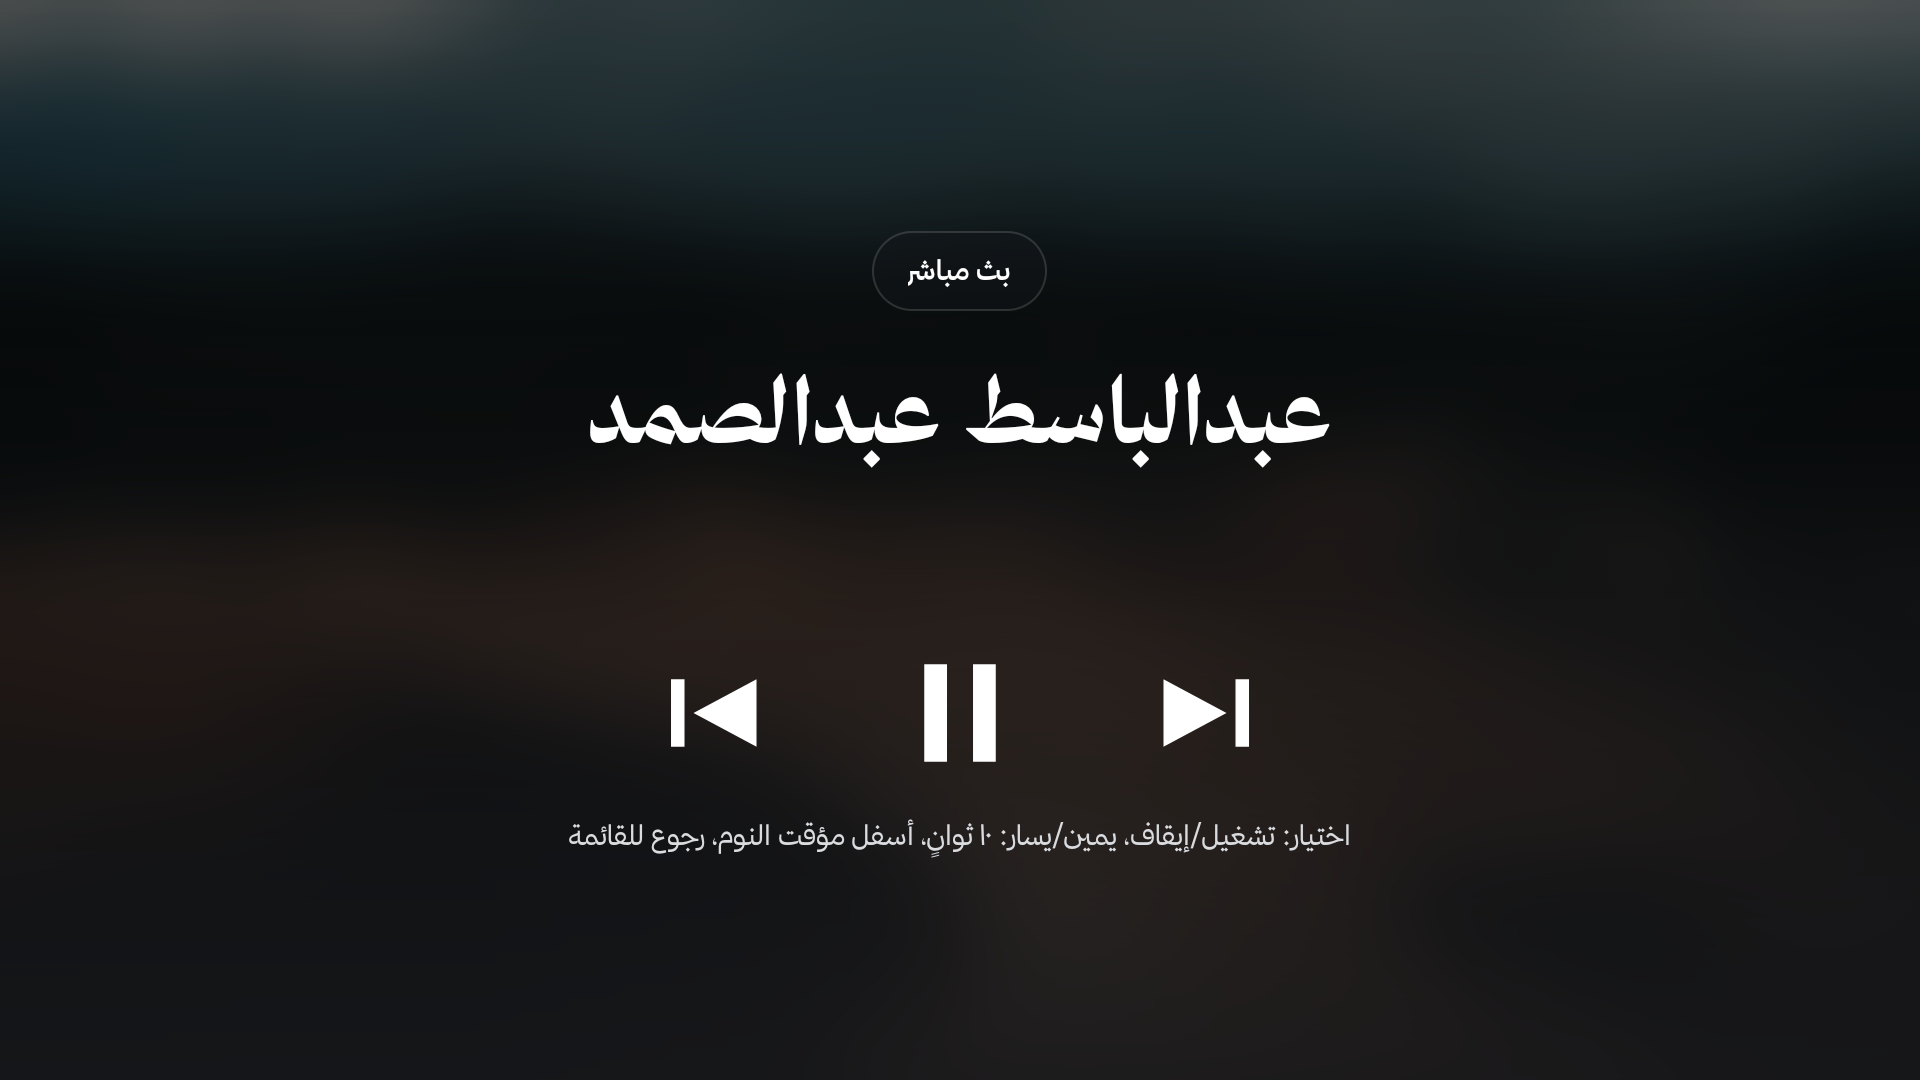 بث مباشر
عبدالباسط عبدالصمد
اختيار: تشغيل/إيقاف، يمين/يسار: ١٠ ثوانٍ، أسفل مؤقت النوم، رجوع للقائمة